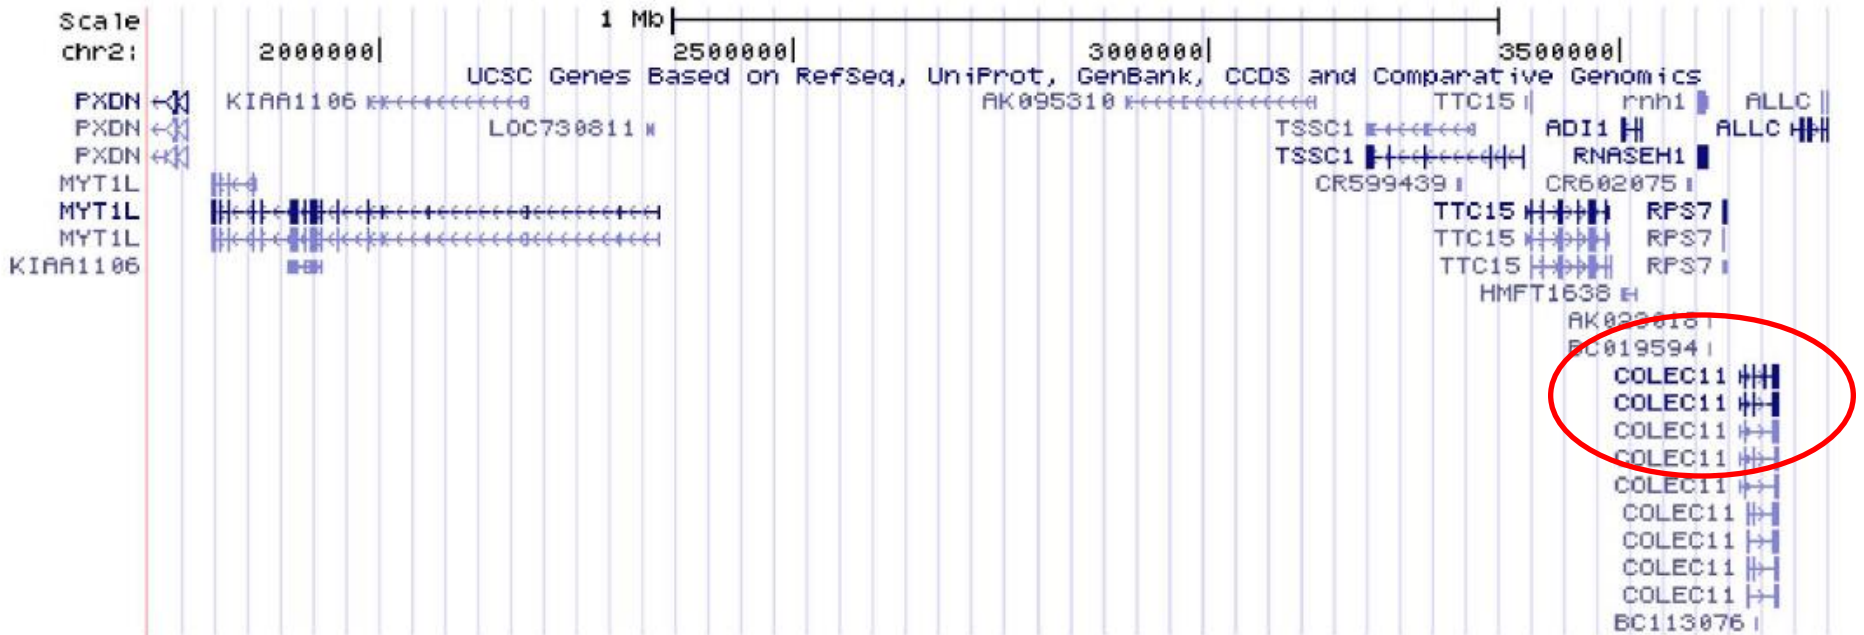 Scale 1 Mb
chr2: 2000000 2500000 3000000 3500000
UCSC Genes Based on RefSeq, UniProt, GenBank, CCDS and Comparative Genomics
PXDN KIAA1106 AK095310 TTC15 rnh1 ALLC
PXDN LOC730811 TSSC1 ADI1 ALLC
PXDN TSSC1 RNASEH1
MYT1L CR599439 CR602075
MYT1L TTC15 RPS7
MYT1L TTC15 RPS7
KIAA1106 TTC15 RPS7
HMFT1638
BC019594
COLEC11
COLEC11
COLEC11
COLEC11
COLEC11
COLEC11
COLEC11
COLEC11
COLEC11
BC113076